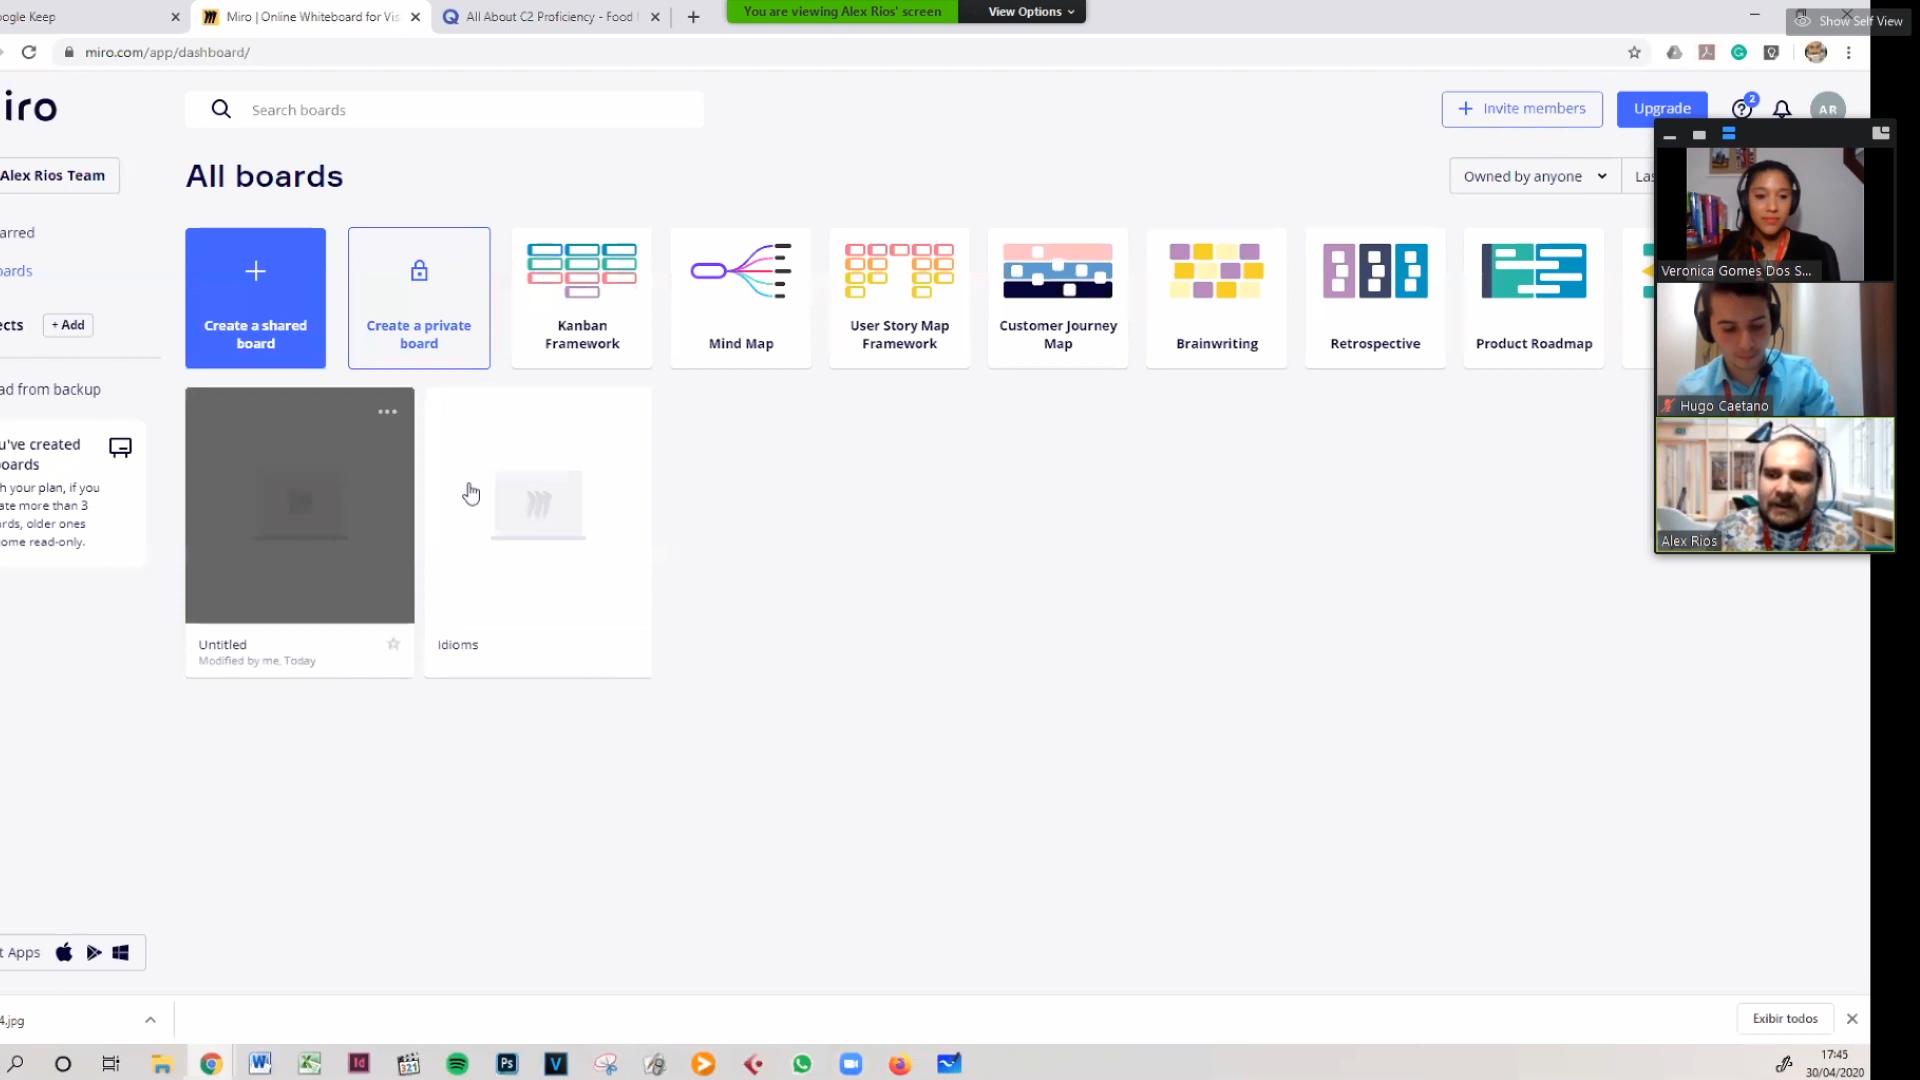 ogle Keep
Miro | Online Whiteboard for Vis
All About C2 Proficiency - Food
You are viewing Alex Rios' screen
View Options
Show Self View
miro.com/app/dashboard/
iro
Search boards
Invite members
Upgrade
2
AR
Alex Rios Team
All boards
Owned by anyone
Las
arred
oards
ects
+ Add
ad from backup
Create a shared
board
Create a private
board
Kanban
Framework
Mind Map
User Story Map
Framework
Customer Journey
Map
Brainwriting
Retrospective
Product Roadmap
Veronica Gomes Dos S...
Hugo Caetano
Alex Rios
u've created
oards
h your plan, if you
ate more than 3
rds, older ones
ome read-only.
Untitled
Modified by me, Today
Idioms
t Apps
4.jpg
Exibir todos
17:45
30/04/2020